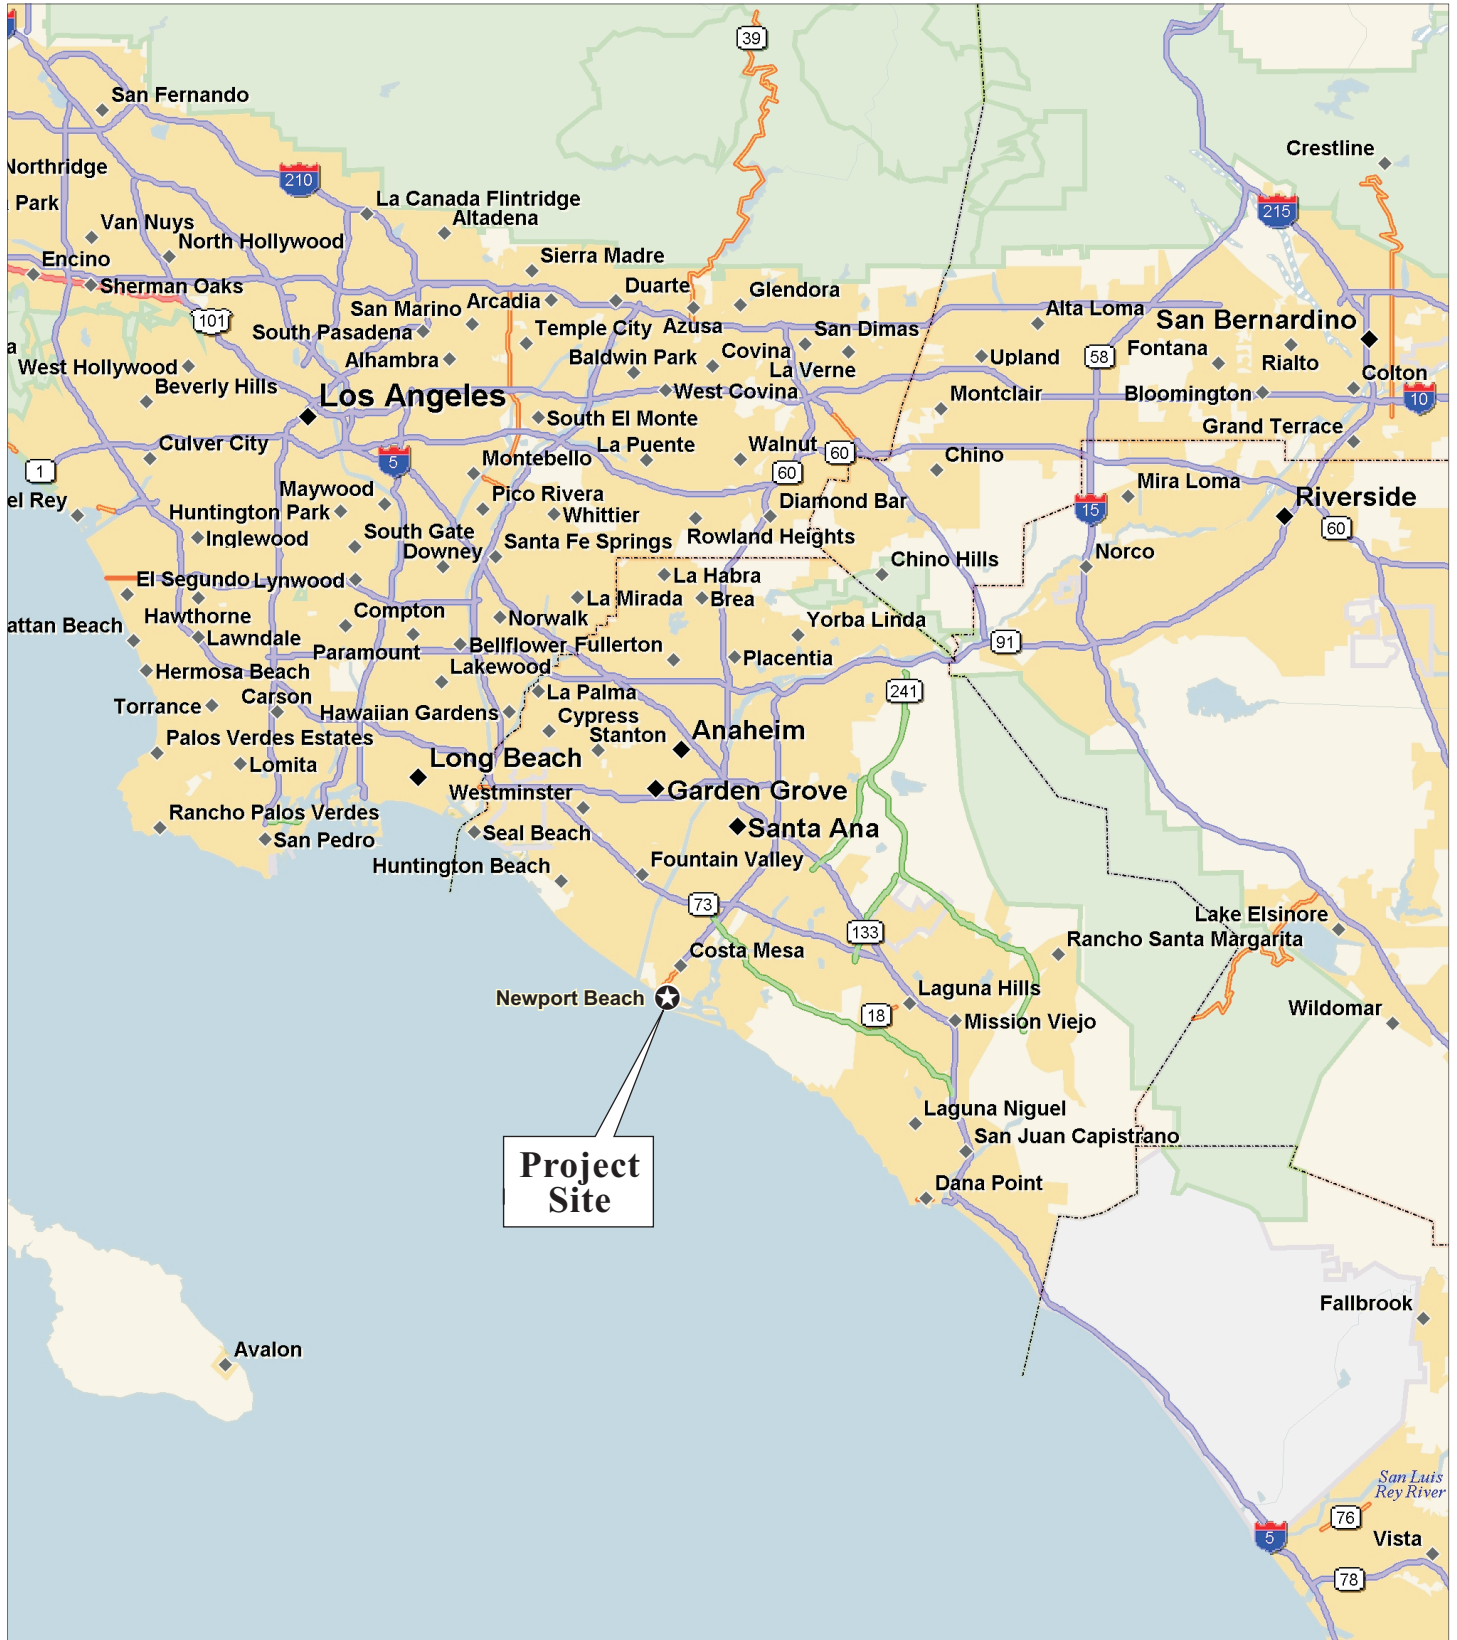 39
San Fernando
Crestline
Northridge
210
Park
La Canada Flintridge
215
Altadena
Van Nuys
North Hollywood
Encino
Sierra Madre
Sherman Oaks
Duarte
Glendora
Arcadia
San Marino
Alta Loma
101
South Pasadena
Temple City
Azusa
San Dimas
San Bernardino
a
Alhambra
Baldwin Park
Covina
Upland
58
Fontana
West Hollywood
La Verne
Rialto
Colton
Beverly Hills
West Covina
Montclair
Bloomington
10
Los Angeles
South El Monte
Grand Terrace
Culver City
La Puente
Walnut
60
Chino
1
5
Montebello
60
Mira Loma
Maywood
Pico Rivera
Diamond Bar
15
Riverside
el Rey
Huntington Park
Whittier
60
Inglewood
South Gate
Santa Fe Springs
Rowland Heights
Downey
Chino Hills
Norco
El Segundo
Lynwood
La Habra
Hawthorne
Compton
La Mirada
Brea
attan Beach
Lawndale
Norwalk
Yorba Linda
Paramount
Bellflower
Fullerton
91
Hermosa Beach
Lakewood
Placentia
Carson
La Palma
241
Torrance
Hawaiian Gardens
Cypress
Palos Verdes Estates
Stanton
Anaheim
Lomita
Long Beach
Westminster
Garden Grove
Rancho Palos Verdes
Santa Ana
San Pedro
Seal Beach
Huntington Beach
Fountain Valley
73
Lake Elsinore
133
Rancho Santa Margarita
Costa Mesa
Newport Beach
Laguna Hills
18
Mission Viejo
Wildomar
Laguna Niguel
San Juan Capistrano
Project
Site
Dana Point
Fallbrook
Avalon
San Luis
Rey River
76
5
Vista
78